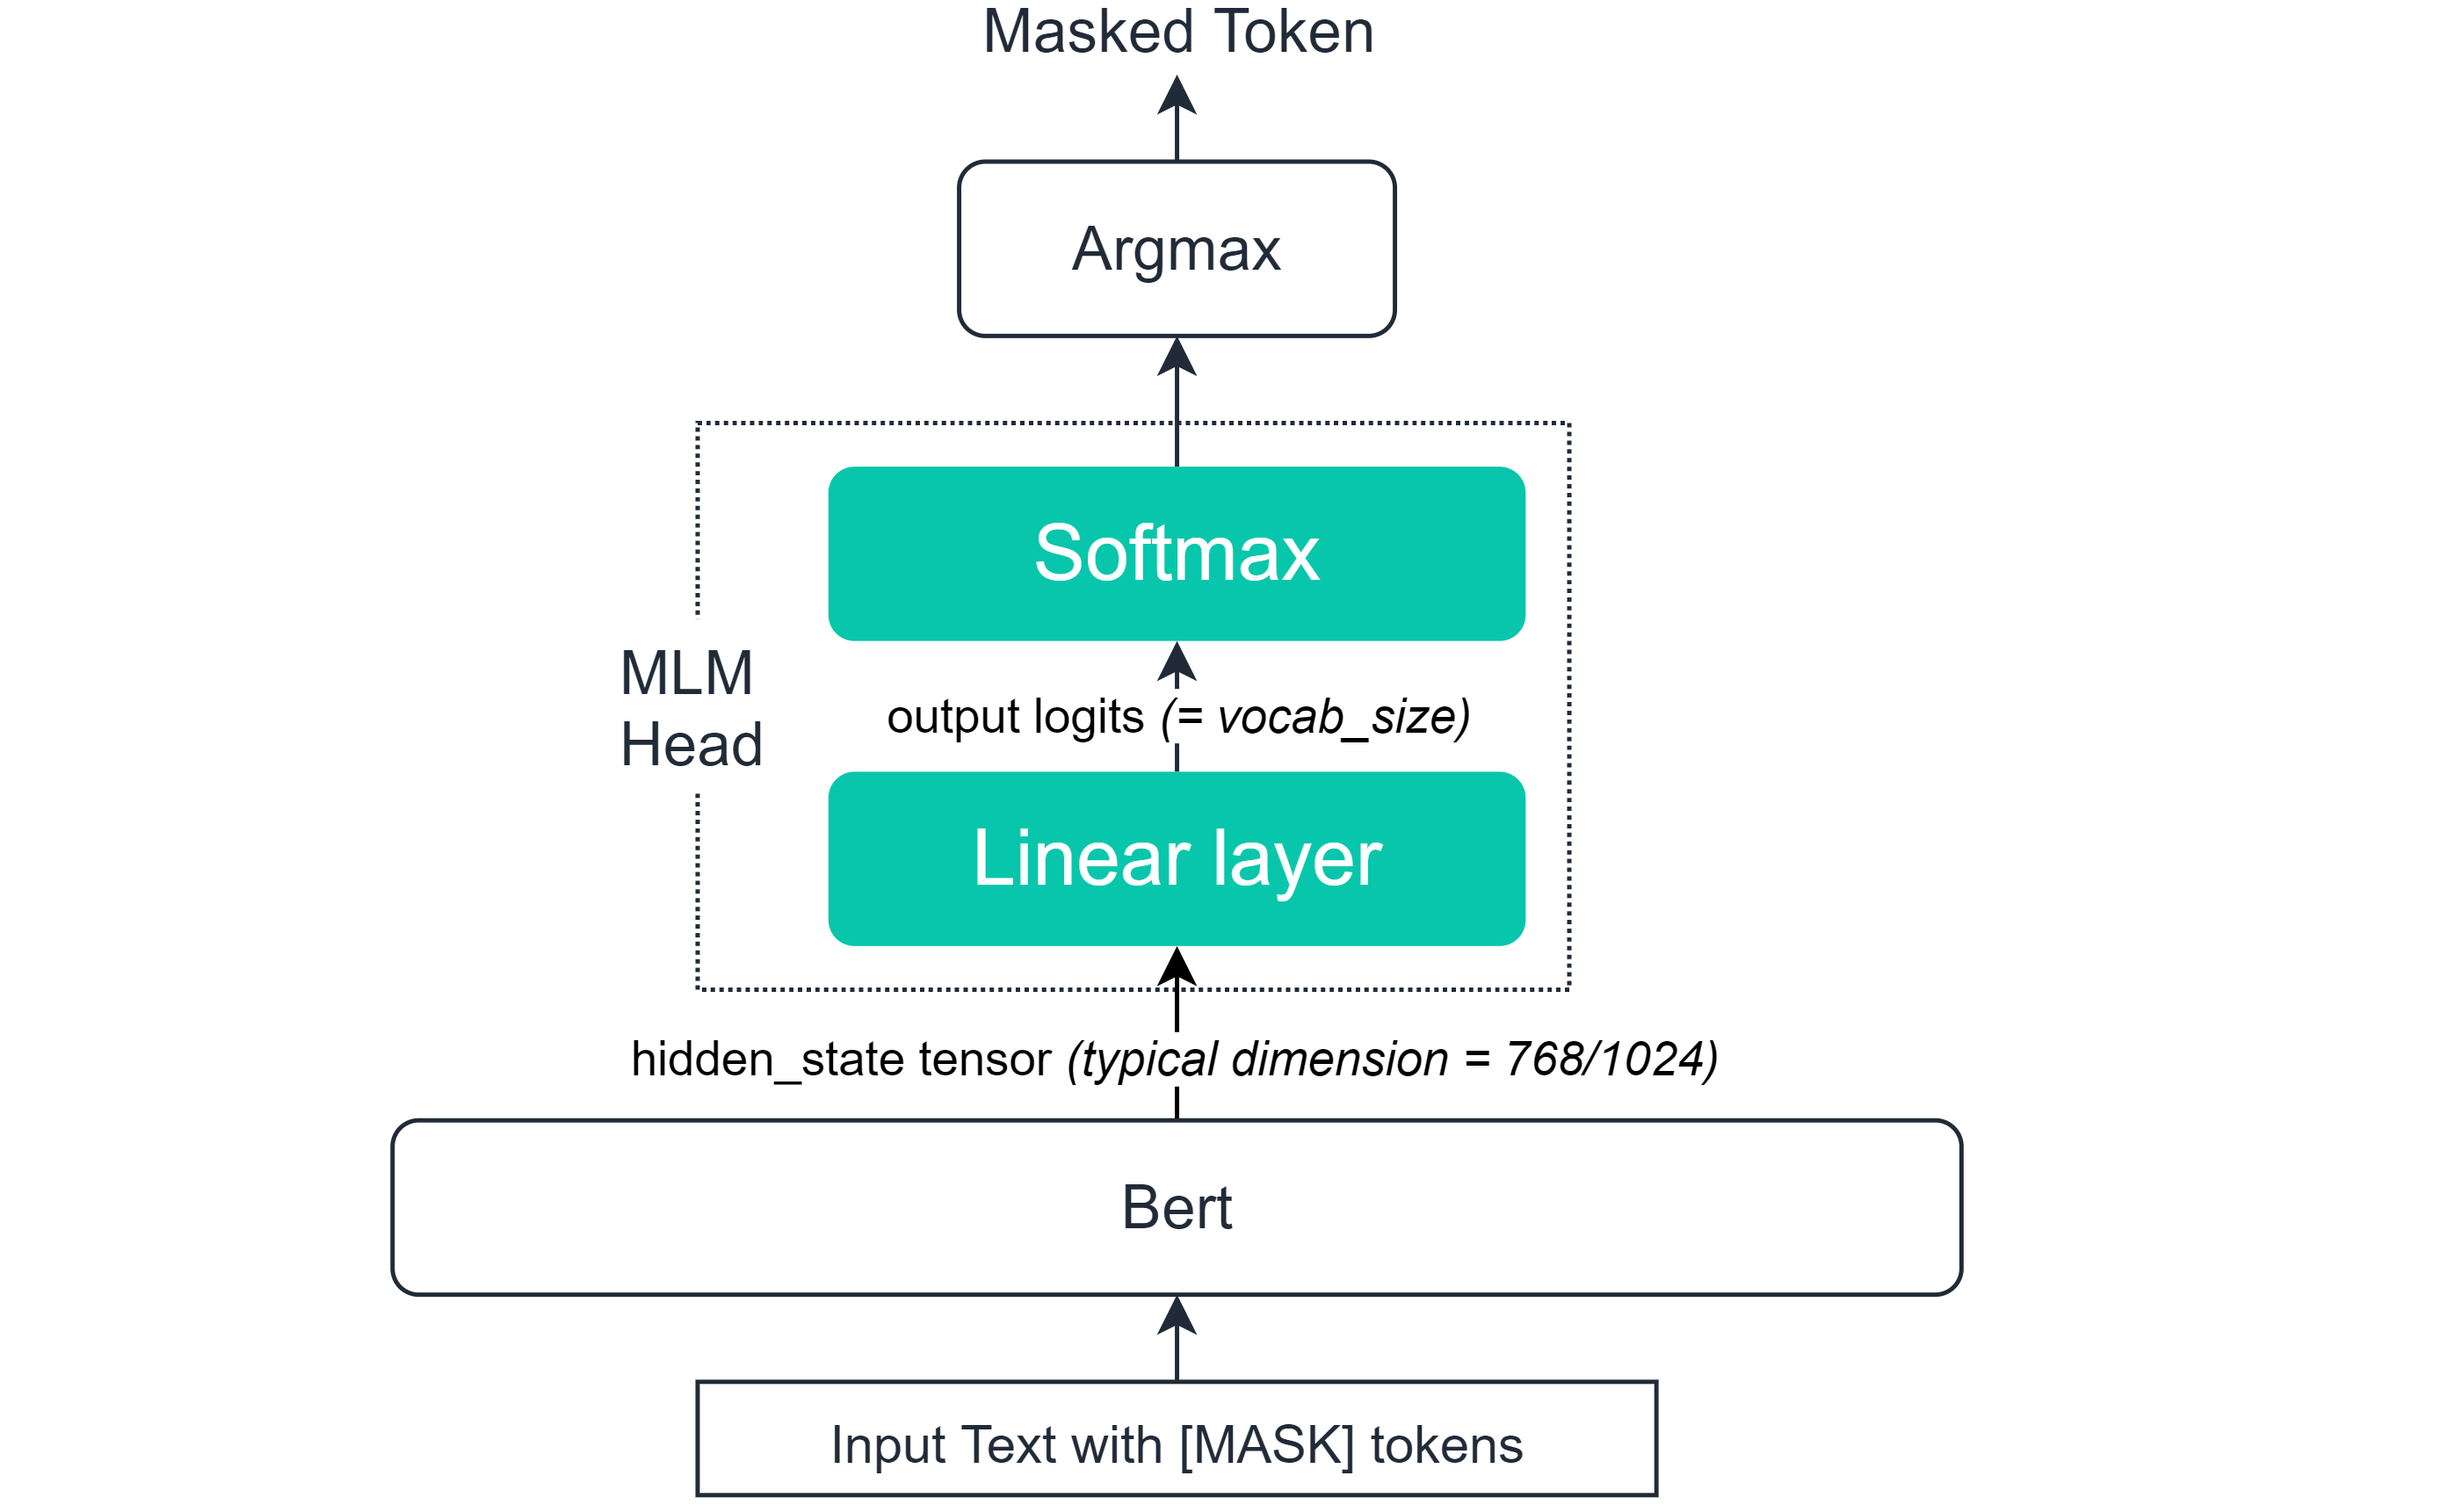 Masked Token
Argmax
Softmax
MLM
Head
output logits (= vocab_size)
Linear layer
hidden_state tensor (typical dimension = 768/1024)
Bert
Input Text with [MASK] tokens